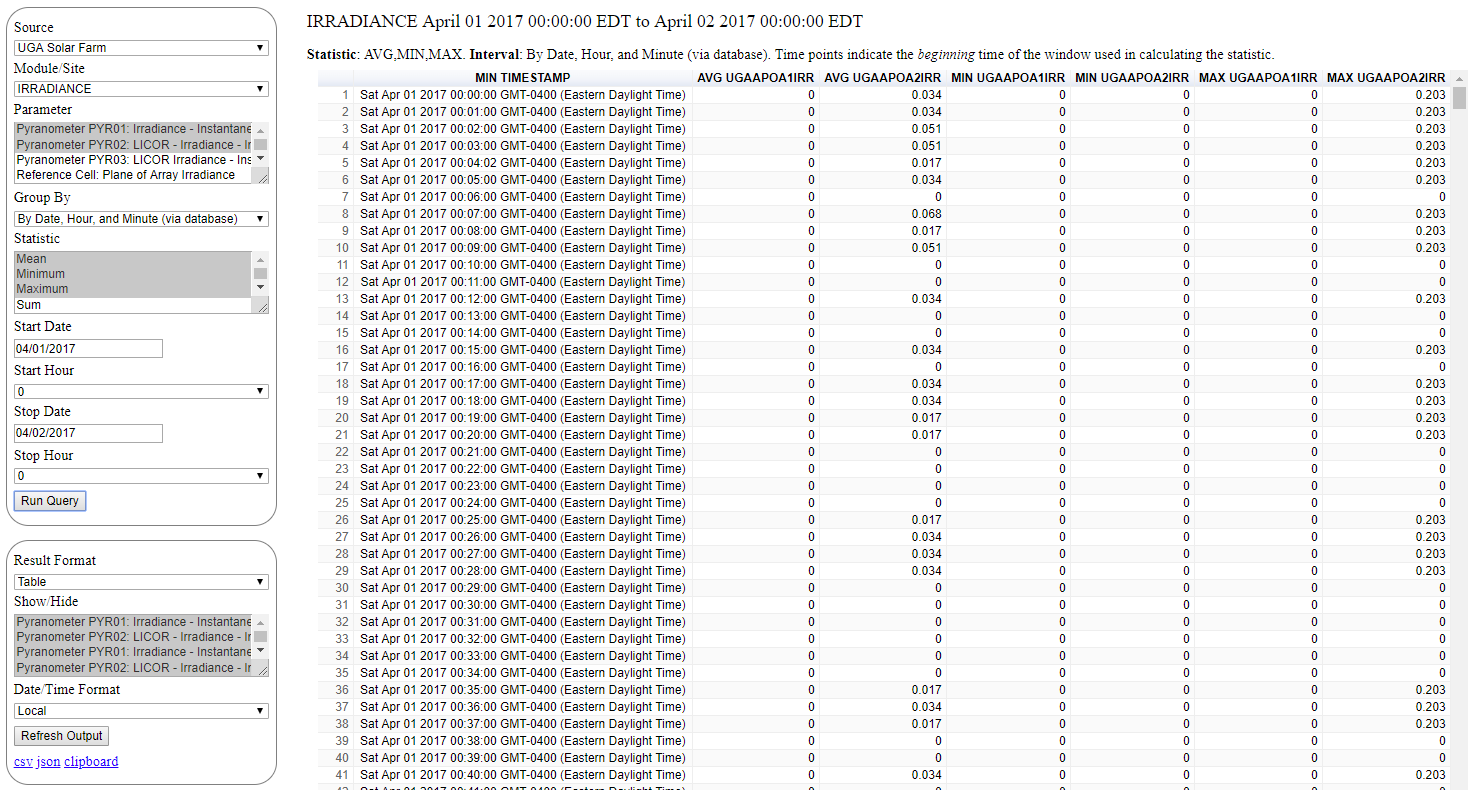 Source
UGA Solar Farm
Module/Site
IRRADIANCE
Parameter
Pyranometer PYR01: Irradiance - Instantane
Pyranometer PYR02: LICOR - Irradiance - Ir
Pyranometer PYR03: LICOR Irradiance - Ins
Reference Cell: Plane of Array Irradiance
Group By
By Date, Hour, and Minute (via database)
Statistic
Mean
Minimum
Maximum
Sum
Start Date
04/01/2017
Start Hour
0
Stop Date
04/02/2017
Stop Hour
0
Run Query
Result Format
Table
Show/Hide
Pyranometer PYR01: Irradiance - Instantane
Pyranometer PYR02: LICOR - Irradiance - Ir
Pyranometer PYR01: Irradiance - Instantane
Pyranometer PYR02: LICOR - Irradiance - Ir
Date/Time Format
Local
Refresh Output
csv json clipboard
IRRADIANCE April 01 2017 00:00:00 EDT to April 02 2017 00:00:00 EDT
Statistic: AVG,MIN,MAX. Interval: By Date, Hour, and Minute (via database). Time points indicate the beginning time of the window used in calculating the statistic.
MIN TIMESTAMP AVG UGAAPOA1IRR AVG UGAAPOA2IRR MIN UGAAPOA1IRR MIN UGAAPOA2IRR MAX UGAAPOA1IRR MAX UGAAPOA2IRR
1 Sat Apr 01 2017 00:00:00 GMT-0400 (Eastern Daylight Time) 0 0.034 0 0 0 0.203
2 Sat Apr 01 2017 00:01:00 GMT-0400 (Eastern Daylight Time) 0 0.034 0 0 0 0.203
3 Sat Apr 01 2017 00:02:00 GMT-0400 (Eastern Daylight Time) 0 0.051 0 0 0 0.203
4 Sat Apr 01 2017 00:03:00 GMT-0400 (Eastern Daylight Time) 0 0.051 0 0 0 0.203
5 Sat Apr 01 2017 00:04:02 GMT-0400 (Eastern Daylight Time) 0 0.017 0 0 0 0.203
6 Sat Apr 01 2017 00:05:00 GMT-0400 (Eastern Daylight Time) 0 0.034 0 0 0 0.203
7 Sat Apr 01 2017 00:06:00 GMT-0400 (Eastern Daylight Time) 0 0 0 0 0 0
8 Sat Apr 01 2017 00:07:00 GMT-0400 (Eastern Daylight Time) 0 0.068 0 0 0 0.203
9 Sat Apr 01 2017 00:08:00 GMT-0400 (Eastern Daylight Time) 0 0.017 0 0 0 0.203
10 Sat Apr 01 2017 00:09:00 GMT-0400 (Eastern Daylight Time) 0 0.051 0 0 0 0.203
11 Sat Apr 01 2017 00:10:00 GMT-0400 (Eastern Daylight Time) 0 0 0 0 0 0
12 Sat Apr 01 2017 00:11:00 GMT-0400 (Eastern Daylight Time) 0 0 0 0 0 0
13 Sat Apr 01 2017 00:12:00 GMT-0400 (Eastern Daylight Time) 0 0.034 0 0 0 0.203
14 Sat Apr 01 2017 00:13:00 GMT-0400 (Eastern Daylight Time) 0 0 0 0 0 0
15 Sat Apr 01 2017 00:14:00 GMT-0400 (Eastern Daylight Time) 0 0 0 0 0 0
16 Sat Apr 01 2017 00:15:00 GMT-0400 (Eastern Daylight Time) 0 0.034 0 0 0 0.203
17 Sat Apr 01 2017 00:16:00 GMT-0400 (Eastern Daylight Time) 0 0 0 0 0 0
18 Sat Apr 01 2017 00:17:00 GMT-0400 (Eastern Daylight Time) 0 0.034 0 0 0 0.203
19 Sat Apr 01 2017 00:18:00 GMT-0400 (Eastern Daylight Time) 0 0.034 0 0 0 0.203
20 Sat Apr 01 2017 00:19:00 GMT-0400 (Eastern Daylight Time) 0 0.017 0 0 0 0.203
21 Sat Apr 01 2017 00:20:00 GMT-0400 (Eastern Daylight Time) 0 0.017 0 0 0 0.203
22 Sat Apr 01 2017 00:21:00 GMT-0400 (Eastern Daylight Time) 0 0 0 0 0 0
23 Sat Apr 01 2017 00:22:00 GMT-0400 (Eastern Daylight Time) 0 0 0 0 0 0
24 Sat Apr 01 2017 00:23:00 GMT-0400 (Eastern Daylight Time) 0 0 0 0 0 0
25 Sat Apr 01 2017 00:24:00 GMT-0400 (Eastern Daylight Time) 0 0 0 0 0 0
26 Sat Apr 01 2017 00:25:00 GMT-0400 (Eastern Daylight Time) 0 0.017 0 0 0 0.203
27 Sat Apr 01 2017 00:26:00 GMT-0400 (Eastern Daylight Time) 0 0.034 0 0 0 0.203
28 Sat Apr 01 2017 00:27:00 GMT-0400 (Eastern Daylight Time) 0 0.034 0 0 0 0.203
29 Sat Apr 01 2017 00:28:00 GMT-0400 (Eastern Daylight Time) 0 0.034 0 0 0 0.203
30 Sat Apr 01 2017 00:29:00 GMT-0400 (Eastern Daylight Time) 0 0 0 0 0 0
31 Sat Apr 01 2017 00:30:00 GMT-0400 (Eastern Daylight Time) 0 0 0 0 0 0
32 Sat Apr 01 2017 00:31:00 GMT-0400 (Eastern Daylight Time) 0 0 0 0 0 0
33 Sat Apr 01 2017 00:32:00 GMT-0400 (Eastern Daylight Time) 0 0 0 0 0 0
34 Sat Apr 01 2017 00:33:00 GMT-0400 (Eastern Daylight Time) 0 0 0 0 0 0
35 Sat Apr 01 2017 00:34:00 GMT-0400 (Eastern Daylight Time) 0 0 0 0 0 0
36 Sat Apr 01 2017 00:35:00 GMT-0400 (Eastern Daylight Time) 0 0.017 0 0 0 0.203
37 Sat Apr 01 2017 00:36:00 GMT-0400 (Eastern Daylight Time) 0 0.034 0 0 0 0.203
38 Sat Apr 01 2017 00:37:00 GMT-0400 (Eastern Daylight Time) 0 0.017 0 0 0 0.203
39 Sat Apr 01 2017 00:38:00 GMT-0400 (Eastern Daylight Time) 0 0 0 0 0 0
40 Sat Apr 01 2017 00:39:00 GMT-0400 (Eastern Daylight Time) 0 0 0 0 0 0
41 Sat Apr 01 2017 00:40:00 GMT-0400 (Eastern Daylight Time) 0 0.034 0 0 0 0.203